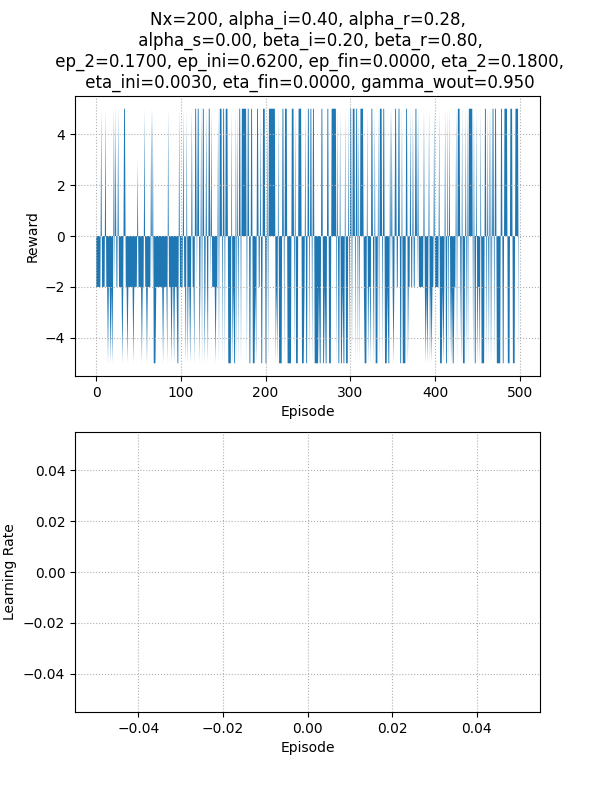 Nx=200, alpha_i=0.40, alpha_r=0.28,
alpha_s=0.00, beta_i=0.20, beta_r=0.80,
ep_2=0.1700, ep_ini=0.6200, ep_fin=0.0000, eta_2=0.1800,
eta_ini=0.0030, eta_fin=0.0000, gamma_wout=0.950
4
2
0
−2
−4
Reward
0 100 200 300 400 500
Episode
0.04
0.02
0.00
−0.02
−0.04
Learning Rate
−0.04 −0.02 0.00 0.02 0.04
Episode